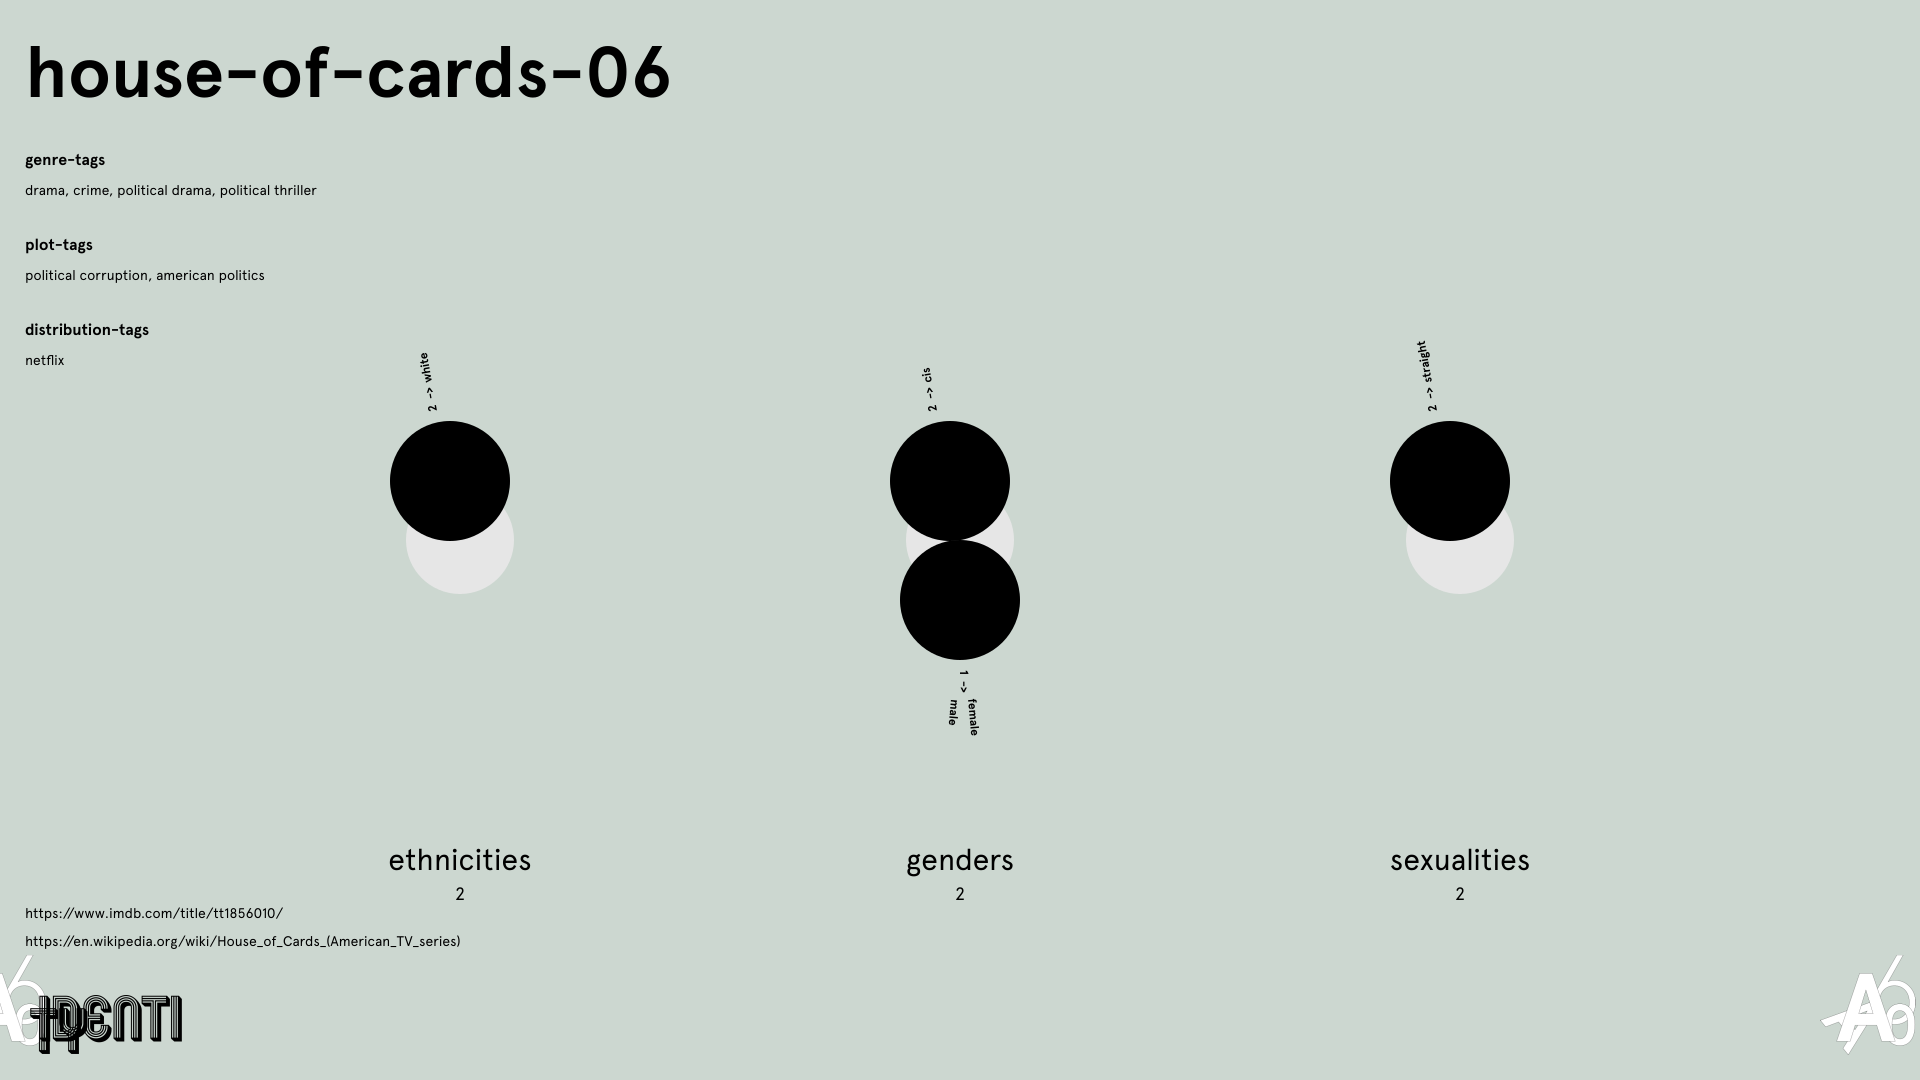 house-of-cards-06
genre-tags
drama, crime, political drama, political thriller
plot-tags
political corruption, american politics
distribution-tags
netflix
2 -> white
2 -> cis
2 -> straight
1 -> female
male
ethnicities
2
genders
2
sexualities
2
https://www.imdb.com/title/tt1856010/
https://en.wikipedia.org/wiki/House_of_Cards_(American_TV_series)
IDENTI